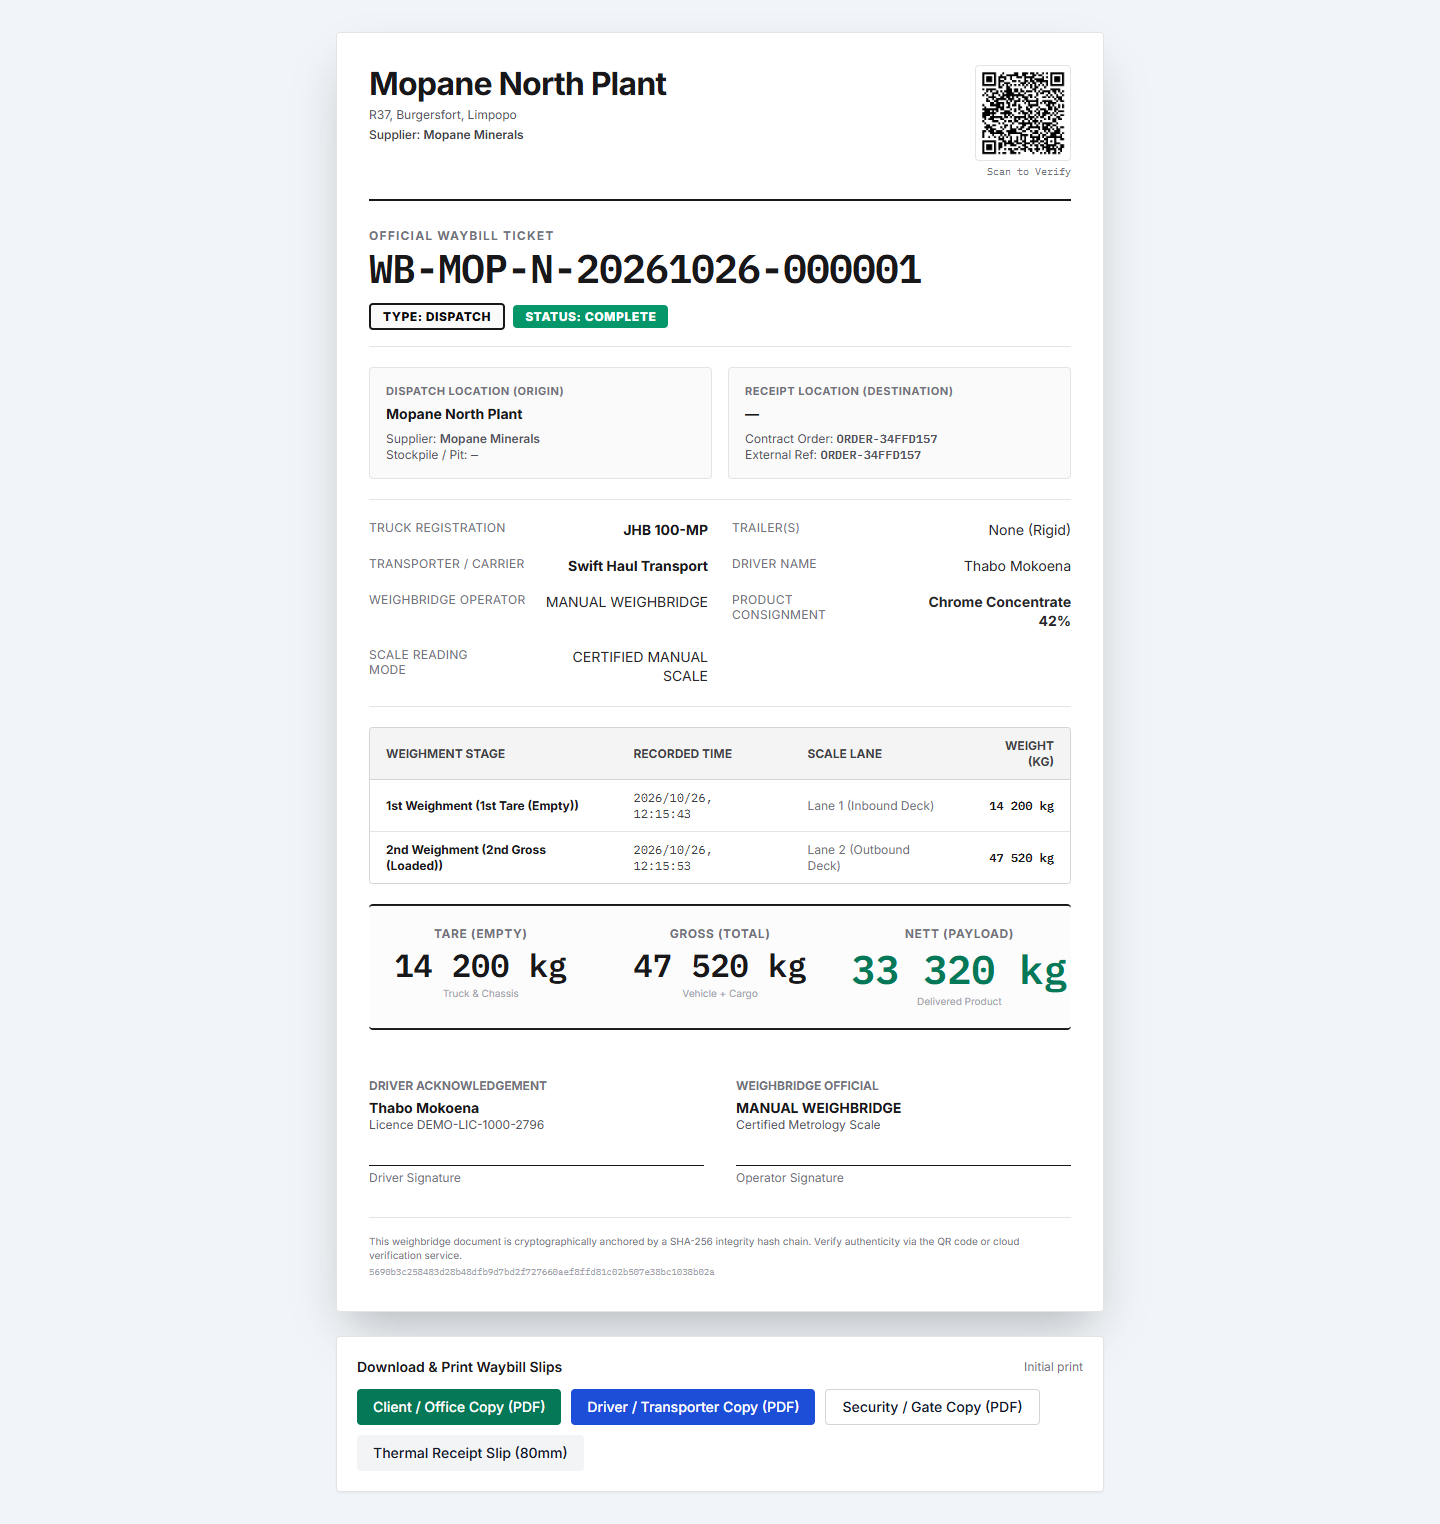 Mopane North Plant
R37, Burgersfort, Limpopo
Supplier: Mopane Minerals
Scan to Verify
OFFICIAL WAYBILL TICKET
WB-MOP-N-20261026-000001
TYPE: DISPATCH
STATUS: COMPLETE
DISPATCH LOCATION (ORIGIN)
Mopane North Plant
Supplier: Mopane Minerals
Stockpile / Pit: —
RECEIPT LOCATION (DESTINATION)
—
Contract Order: ORDER-34FFD157
External Ref: ORDER-34FFD157
TRUCK REGISTRATION
JHB 100-MP
TRAILER(S)
None (Rigid)
TRANSPORTER / CARRIER
Swift Haul Transport
DRIVER NAME
Thabo Mokoena
WEIGHBRIDGE OPERATOR
MANUAL WEIGHBRIDGE
PRODUCT
CONSIGNMENT
Chrome Concentrate
42%
SCALE READING
MODE
CERTIFIED MANUAL
SCALE
WEIGHMENT STAGE
RECORDED TIME
SCALE LANE
WEIGHT
(KG)
1st Weighment (1st Tare (Empty))
2026/10/26,
12:15:43
Lane 1 (Inbound Deck)
14 200 kg
2nd Weighment (2nd Gross
(Loaded))
2026/10/26,
12:15:53
Lane 2 (Outbound
Deck)
47 520 kg
TARE (EMPTY)
14 200 kg
Truck & Chassis
GROSS (TOTAL)
47 520 kg
Vehicle + Cargo
NETT (PAYLOAD)
33 320 kg
Delivered Product
DRIVER ACKNOWLEDGEMENT
Thabo Mokoena
Licence DEMO-LIC-1000-2796
Driver Signature
WEIGHBRIDGE OFFICIAL
MANUAL WEIGHBRIDGE
Certified Metrology Scale
Operator Signature
This weighbridge document is cryptographically anchored by a SHA-256 integrity hash chain. Verify authenticity via the QR code or cloud
verification service.
5690b3c258483d28b48dfb9d7bd2f727660aef8ffd81c02b507e38bc1038b02a
Download & Print Waybill Slips
Initial print
Client / Office Copy (PDF)
Driver / Transporter Copy (PDF)
Security / Gate Copy (PDF)
Thermal Receipt Slip (80mm)